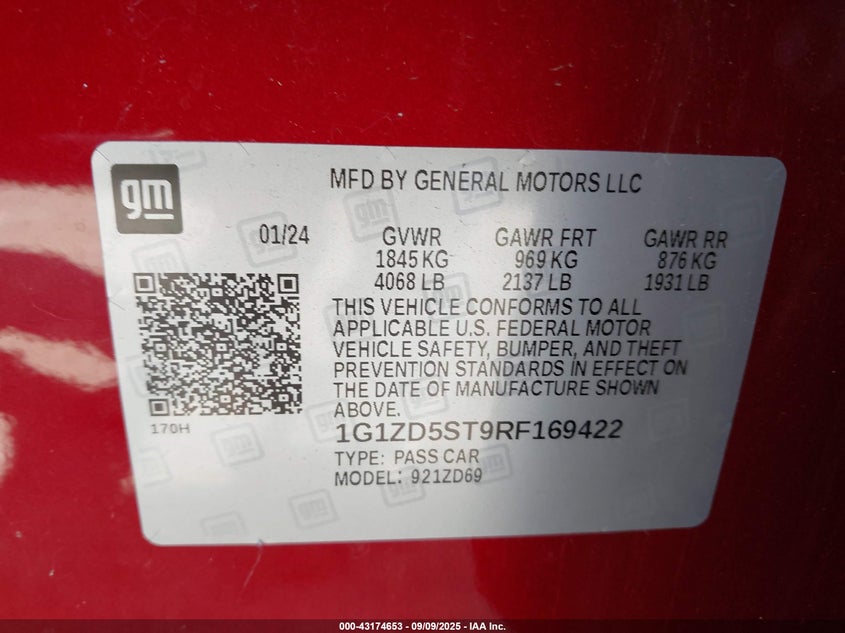 gm
MFD BY GENERAL MOTORS LLC
01/24 GVWR GAWR FRT GAWR RR
1845 KG 969 KG 876 KG
4068 LB 2137 LB 1931 LB
THIS VEHICLE CONFORMS TO ALL
APPLICABLE U.S. FEDERAL MOTOR
VEHICLE SAFETY, BUMPER, AND THEFT
PREVENTION STANDARDS IN EFFECT ON
THE DATE OF MANUFACTURE SHOWN
ABOVE.
170H
1G1ZD5ST9RF169422
TYPE: PASS CAR
MODEL: 921ZD69
000-43174653 - 09/09/2025 - IAA Inc.